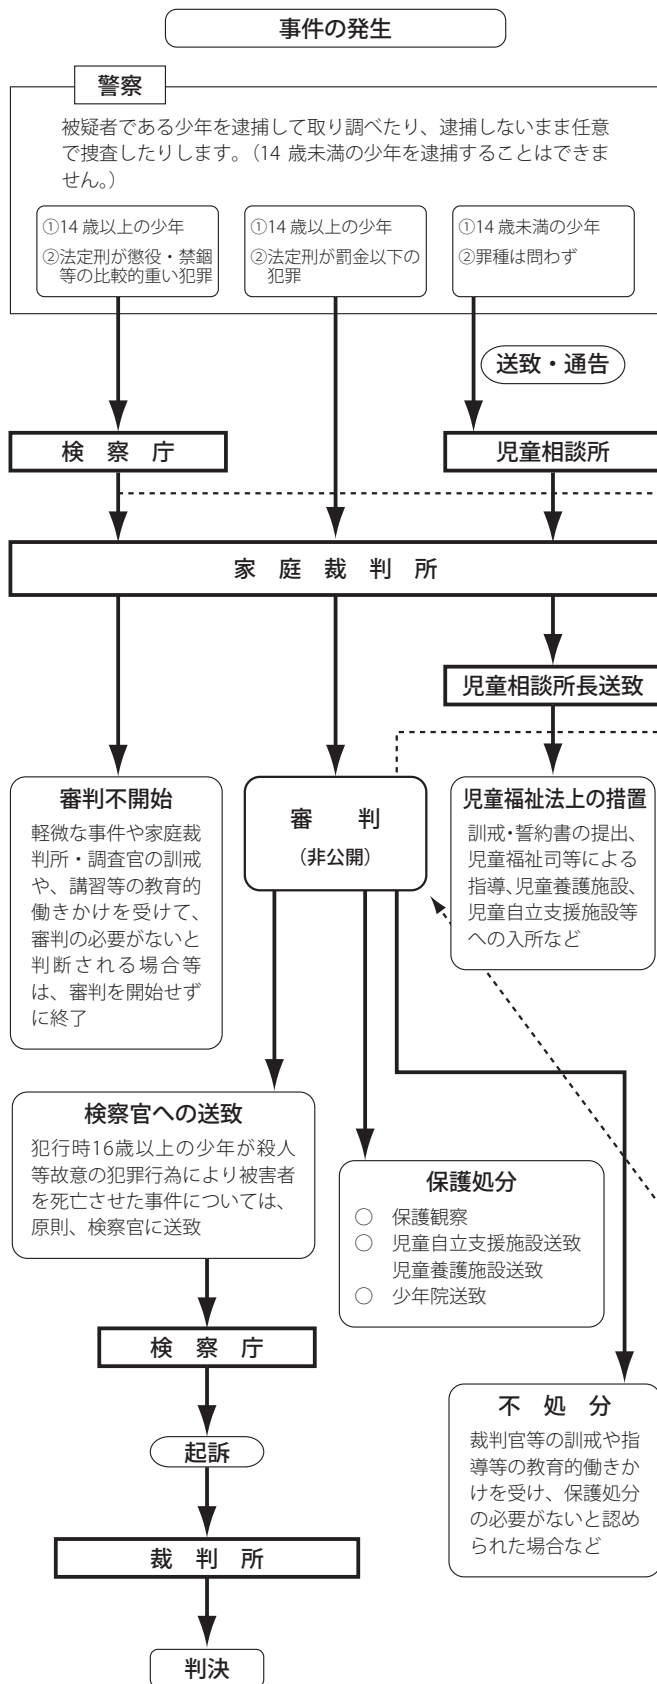 事件の発生
警察
被疑者である少年を逮捕して取り調べたり、逮捕しないまま任意
で捜査したりします。（14 歳未満の少年を逮捕することはできま
せん。）
①14 歳以上の少年
②法定刑が懲役・禁錮
等の比較的重い犯罪
①14 歳以上の少年
②法定刑が罰金以下の
犯罪
①14 歳未満の少年
②罪種は問わず
送致・通告
検　察　庁
児童相談所
家　庭　裁　判　所
児童相談所長送致
審判不開始
軽微な事件や家庭裁
判所・調査官の訓戒
や、講習等の教育的
働きかけを受けて、
審判の必要がないと
判断される場合等
は、審判を開始せず
に終了
審　　判
（非公開）
児童福祉法上の措置
訓戒・誓約書の提出、
児童福祉司等による
指導、児童養護施設、
児童自立支援施設等
への入所など
検察官への送致
犯行時16歳以上の少年が殺人
等故意の犯罪行為により被害者
を死亡させた事件については、
原則、検察官に送致
保護処分
○　保護観察
○　児童自立支援施設送致
児童養護施設送致
○　少年院送致
検　察　庁
起訴
裁　判　所
判決
不　処　分
裁判官等の訓戒や指
導等の教育的働きか
けを受け、保護処分
の必要がないと認め
られた場合など